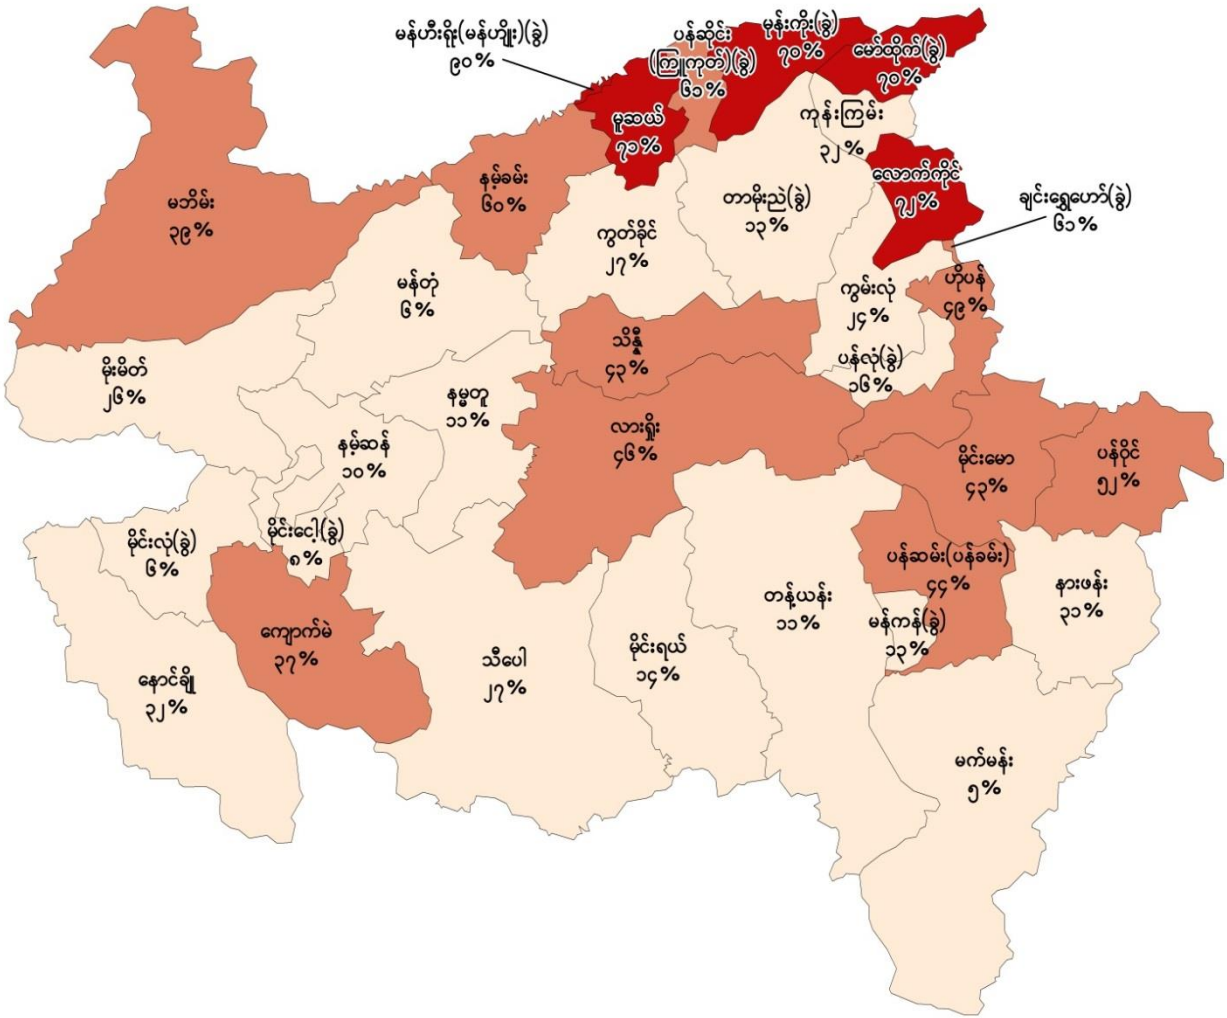 မန်ဟီးရိုး(မန်ဟျိုး)(ခွဲ)
၉၀%
ပန်ဆိုင်း
(ကြူကုတ်)(ခွဲ)
၆၁%
မုန်းကိုး(ခွဲ)
၇၀%
မော်ထိုက်(ခွဲ)
၇၀%
မူဆယ်
၇၁%
ကုန်းကြမ်း
၃၂%
လောက်ကိုင်
၇၂%
ချင်းရွှေဟော်(ခွဲ)
၆၁%
မဘိမ်း
၃၉%
နမ့်ခမ်း
၆၀%
တာမိုးညဲ(ခွဲ)
၁၃%
ကွတ်ခိုင်
၂၇%
မန်တုံ
၆%
ဟိုပန်
၄၉%
ကွမ်းလုံ
၂၄%
သိန္နီ
၄၃%
ပန်လုံ(ခွဲ)
၁၆%
မိုးမိတ်
၂၆%
နမ္မတူ
၁၁%
လားရှိုး
၄၆%
နမ့်ဆန်
၁၀%
မိုင်းမော
၄၃%
ပန်ဝိုင်
၅၂%
မိုင်းလုံ(ခွဲ)
၆%
မိုင်းငေါ့(ခွဲ)
၈%
ပန်ဆမ်း(ပန်ခမ်း)
၄၄%
နားဖန်း
၃၁%
တန့်ယန်း
၁၁%
မန်ကန်(ခွဲ)
၁၃%
ကျောက်မဲ
၃၇%
သီပေါ
၂၇%
မိုင်းရယ်
၁၄%
နောင်ချို
၃၂%
မက်မန်း
၅%